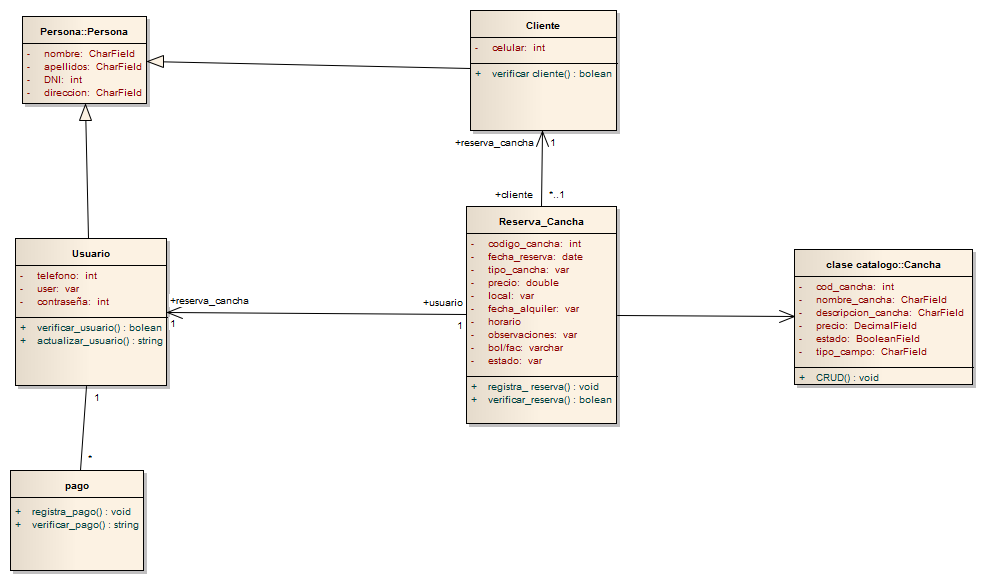 Persona::Persona
- nombre: CharField
- apellidos: CharField
- DNI: int
- direccion: CharField
Cliente
- celular: int
+ verificar cliente() : bolean
+reserva_cancha 1
+cliente *..1
Reserva_Cancha
- codigo_cancha: int
- fecha_reserva: date
- tipo_cancha: var
- precio: double
- local: var
- fecha_alquiler: var
- horario
- observaciones: var
- bol/fac: varchar
- estado: var
+ registra_ reserva() : void
+ verificar_reserva() : bolean
Usuario
- telefono: int
- user: var
- contraseña: int
+ verificar_usuario() : bolean
+ actualizar_usuario() : string
+reserva_cancha
1
+usuario
1
clase catalogo::Cancha
- cod_cancha: int
- nombre_cancha: CharField
- descripcion_cancha: CharField
- precio: DecimalField
- estado: BooleanField
- tipo_campo: CharField
+ CRUD() : void
1
*
pago
+ registra_pago() : void
+ verificar_pago() : string